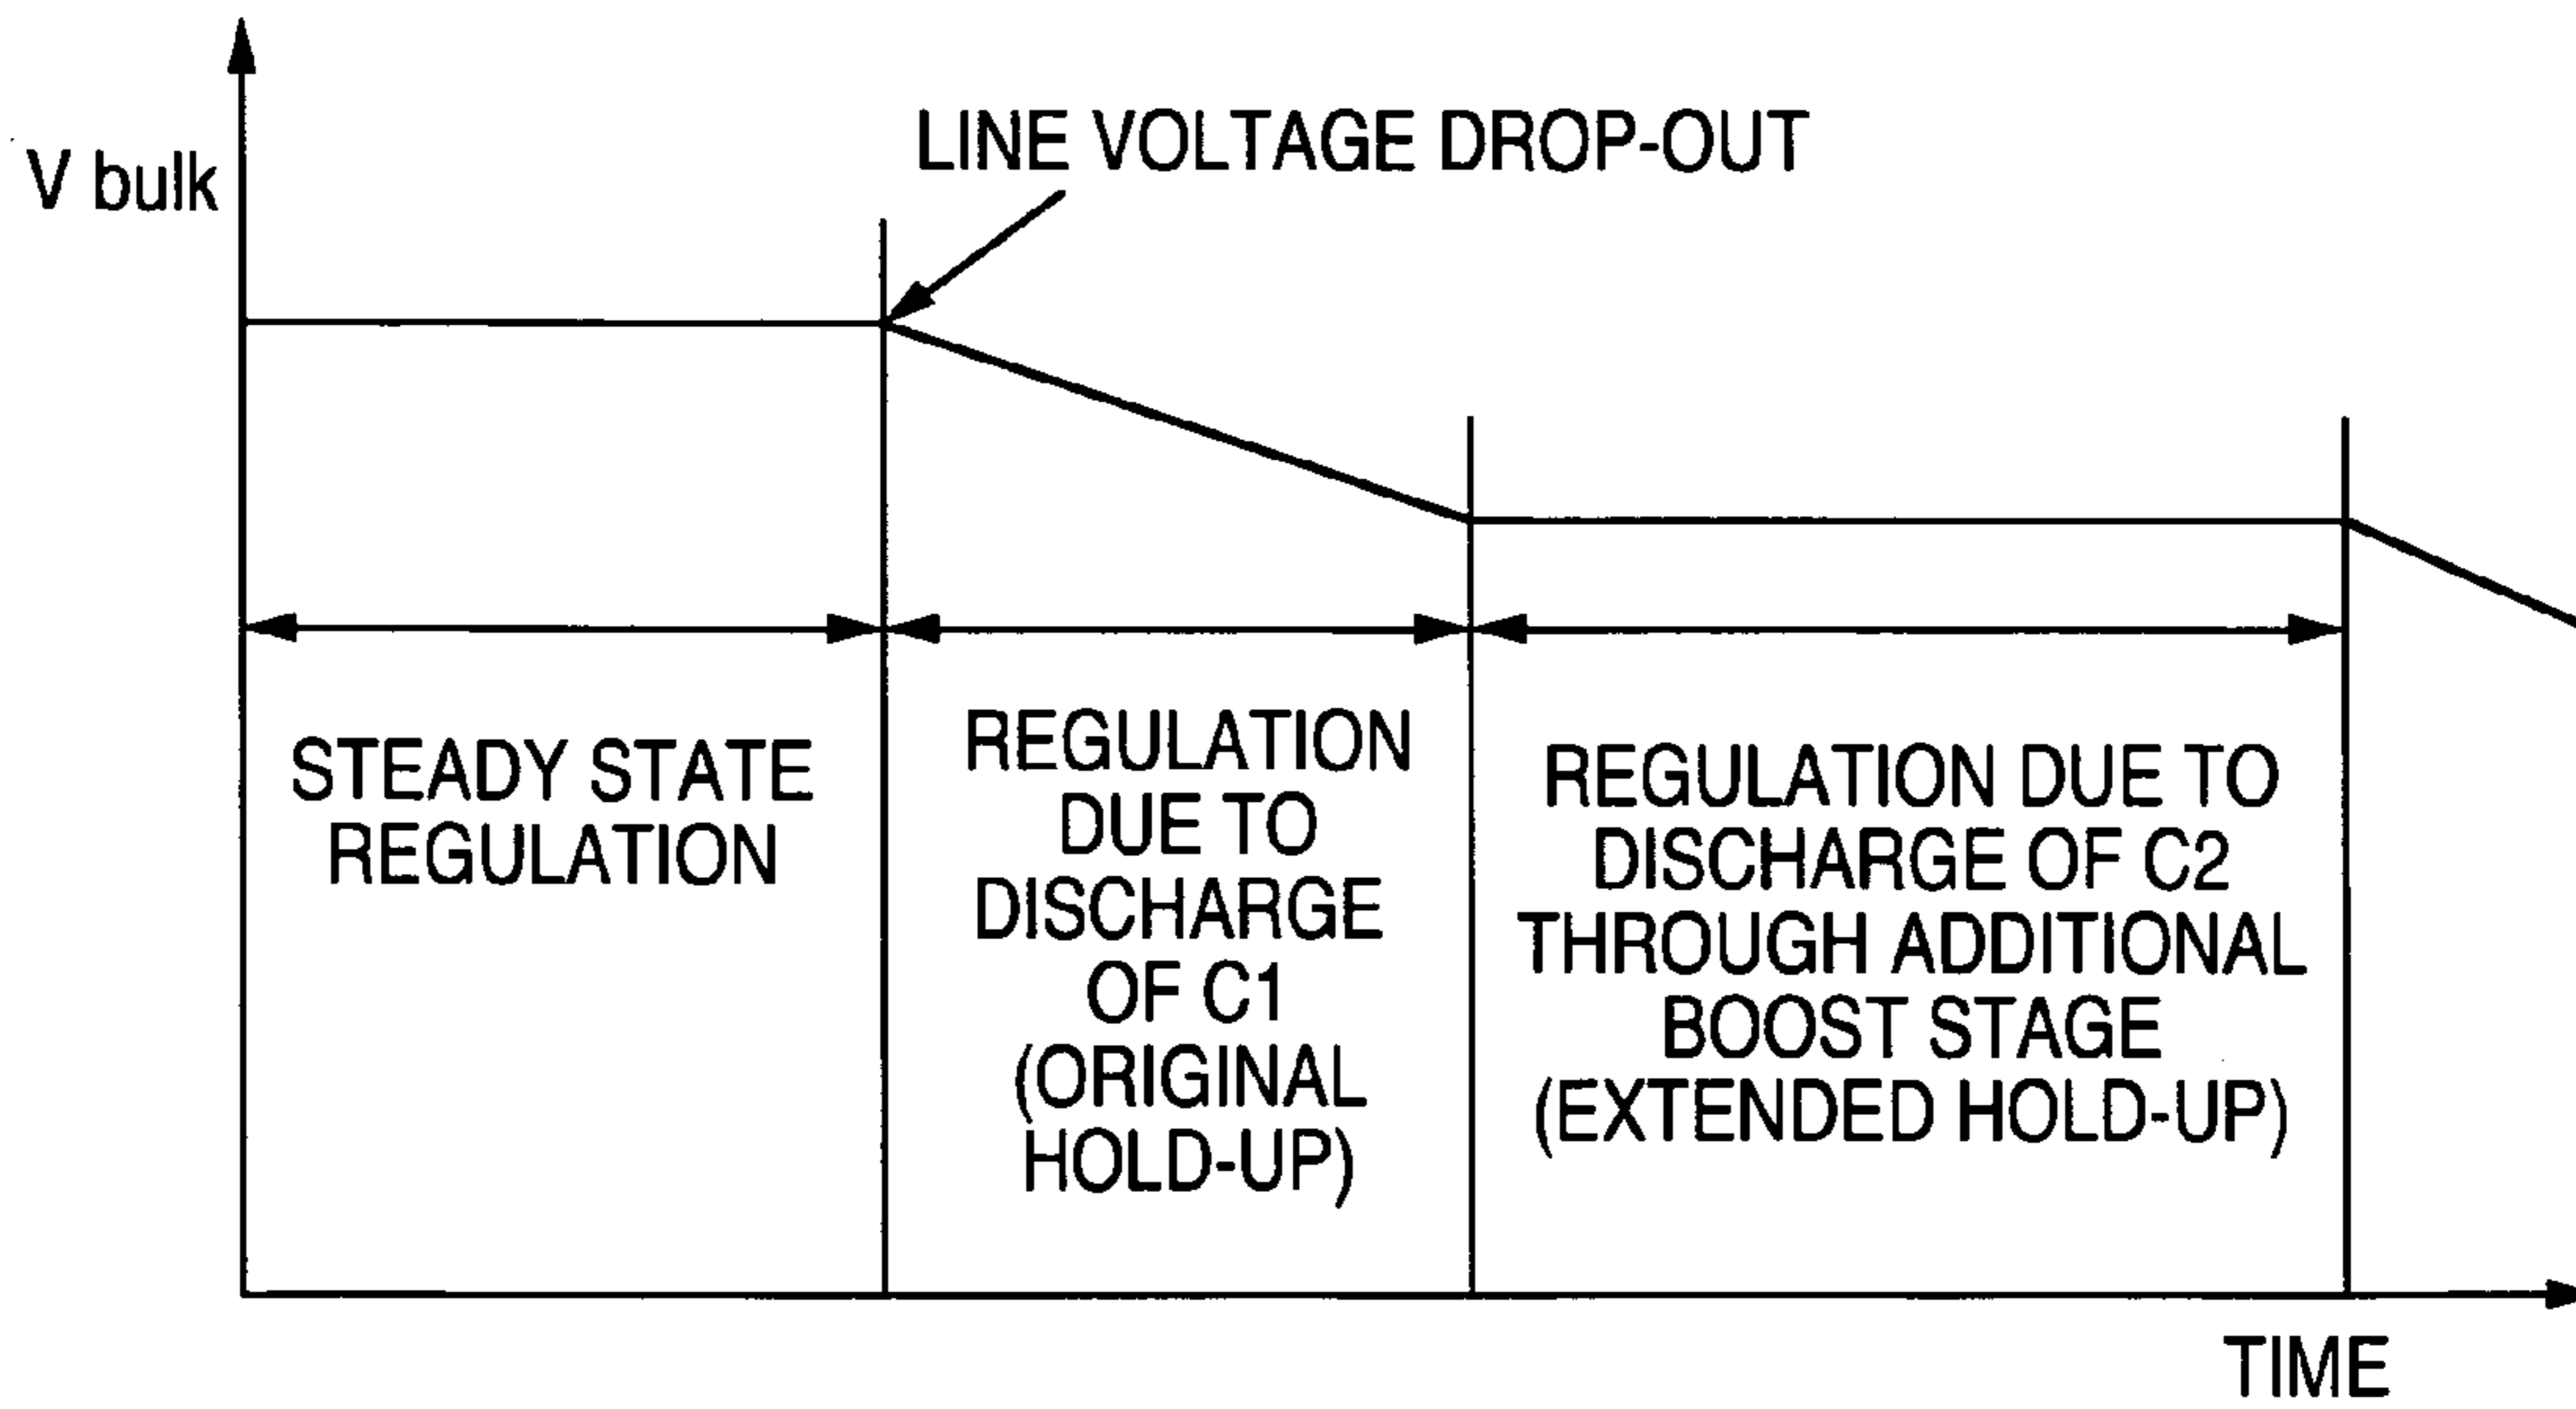 V bulk
LINE VOLTAGE DROP-OUT
STEADY STATE
REGULATION
REGULATION
DUE TO
DISCHARGE
OF C1
(ORIGINAL
HOLD-UP)
REGULATION DUE TO
DISCHARGE OF C2
THROUGH ADDITIONAL
BOOST STAGE
(EXTENDED HOLD-UP)
TIME